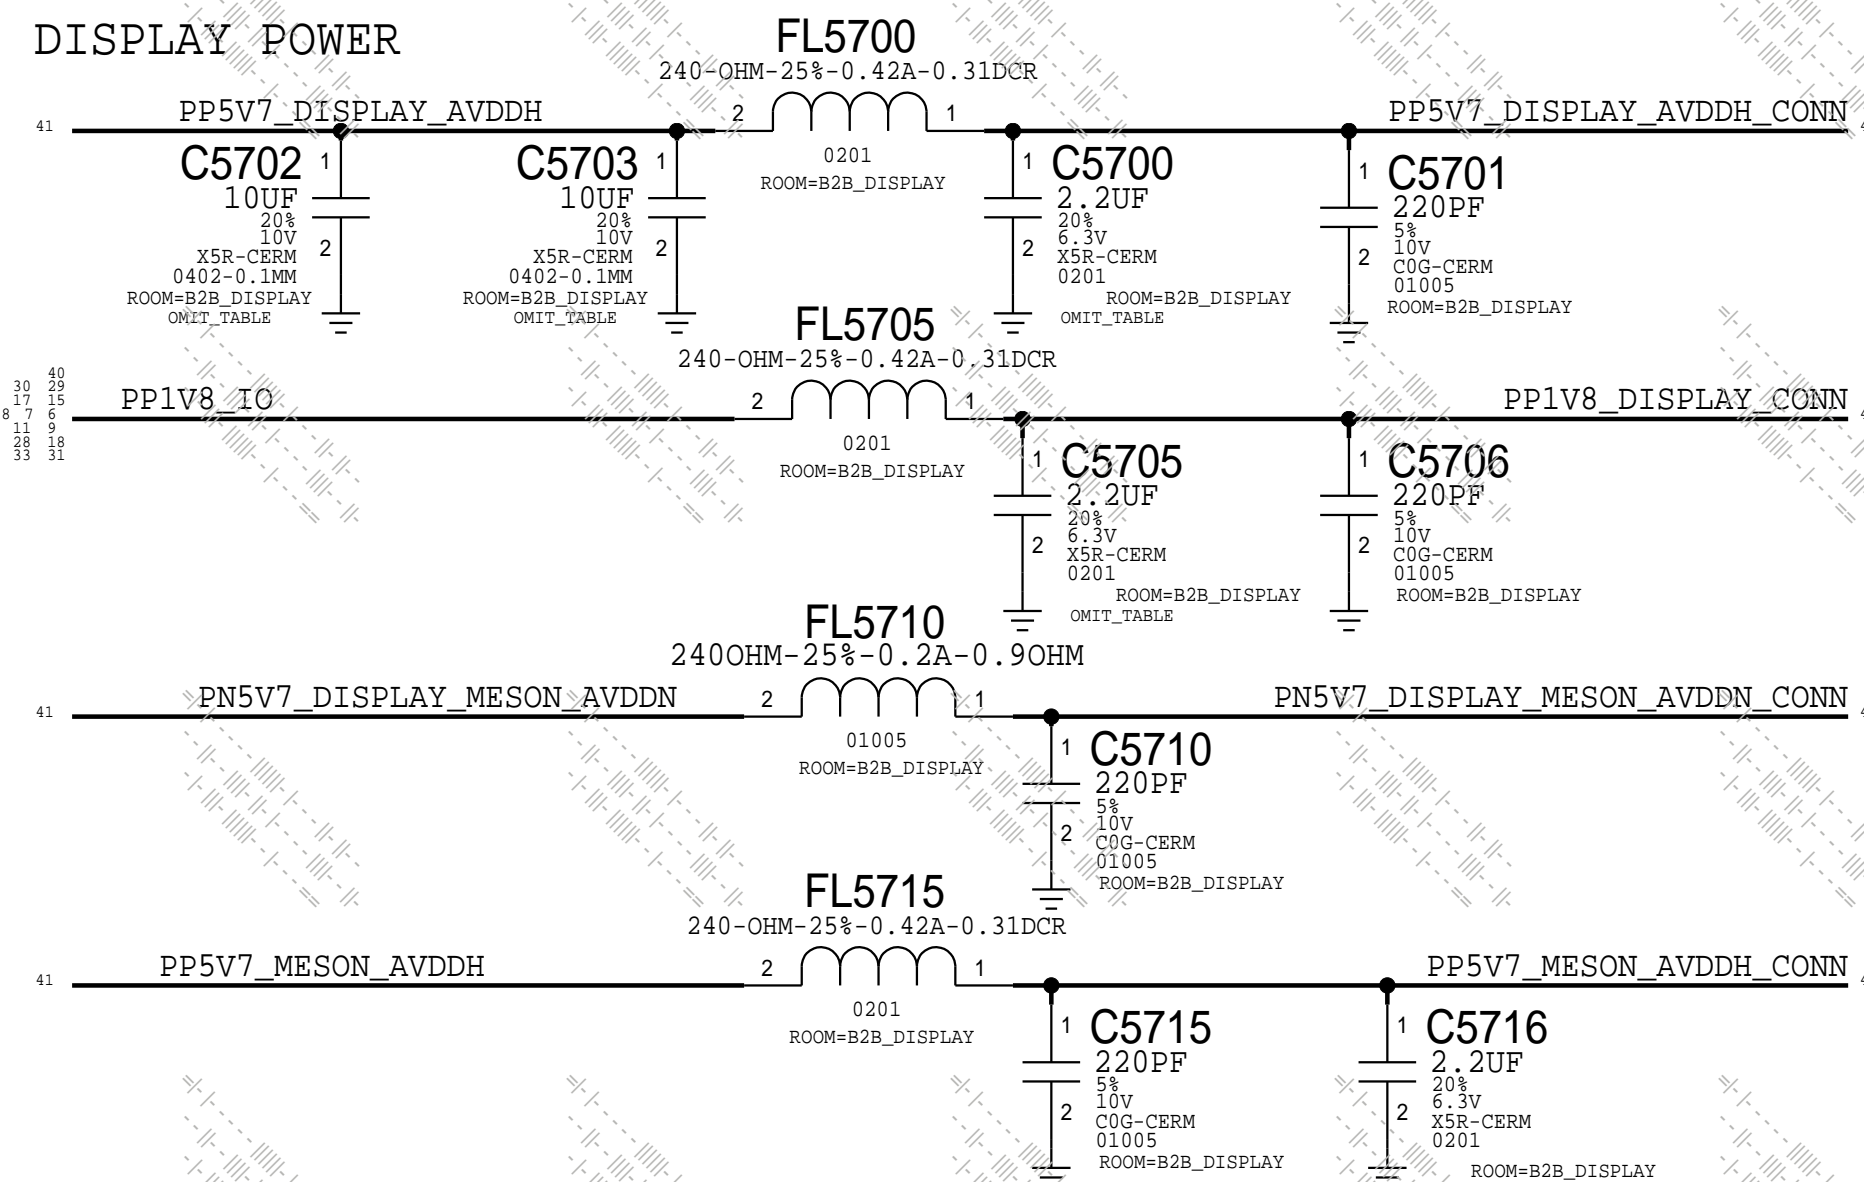 DISPLAY POWER
FL5700
240-OHM-25%-0.42A-0.31DCR
41
PP5V7_DISPLAY_AVDDH
2
1
PP5V7_DISPLAY_AVDDH_CONN
0201
ROOM=B2B_DISPLAY
C5702
1
10UF
20%
10V
2
X5R-CERM
0402-0.1MM
ROOM=B2B_DISPLAY
OMIT_TABLE
C5703
1
10UF
20%
10V
2
X5R-CERM
0402-0.1MM
ROOM=B2B_DISPLAY
OMIT_TABLE
1
C5700
2.2UF
20%
6.3V
2
X5R-CERM
0201
ROOM=B2B_DISPLAY
OMIT_TABLE
1
C5701
220PF
5%
10V
2
C0G-CERM
01005
ROOM=B2B_DISPLAY
FL5705
240-OHM-25%-0.42A-0.31DCR
40
30 29
17 15
8 7 6
11 9
28 18
33 31
PP1V8_IO
2
1
PP1V8_DISPLAY_CONN
0201
ROOM=B2B_DISPLAY
1
C5705
2.2UF
20%
6.3V
2
X5R-CERM
0201
ROOM=B2B_DISPLAY
OMIT_TABLE
1
C5706
220PF
5%
10V
2
C0G-CERM
01005
ROOM=B2B_DISPLAY
FL5710
240OHM-25%-0.2A-0.9OHM
41
PN5V7_DISPLAY_MESON_AVDDN
2
1
PN5V7_DISPLAY_MESON_AVDDN_CONN
01005
ROOM=B2B_DISPLAY
1
C5710
220PF
5%
10V
2
C0G-CERM
01005
ROOM=B2B_DISPLAY
FL5715
240-OHM-25%-0.42A-0.31DCR
41
PP5V7_MESON_AVDDH
2
1
PP5V7_MESON_AVDDH_CONN
0201
ROOM=B2B_DISPLAY
1
C5715
220PF
5%
10V
2
C0G-CERM
01005
ROOM=B2B_DISPLAY
1
C5716
2.2UF
20%
6.3V
2
X5R-CERM
0201
ROOM=B2B_DISPLAY